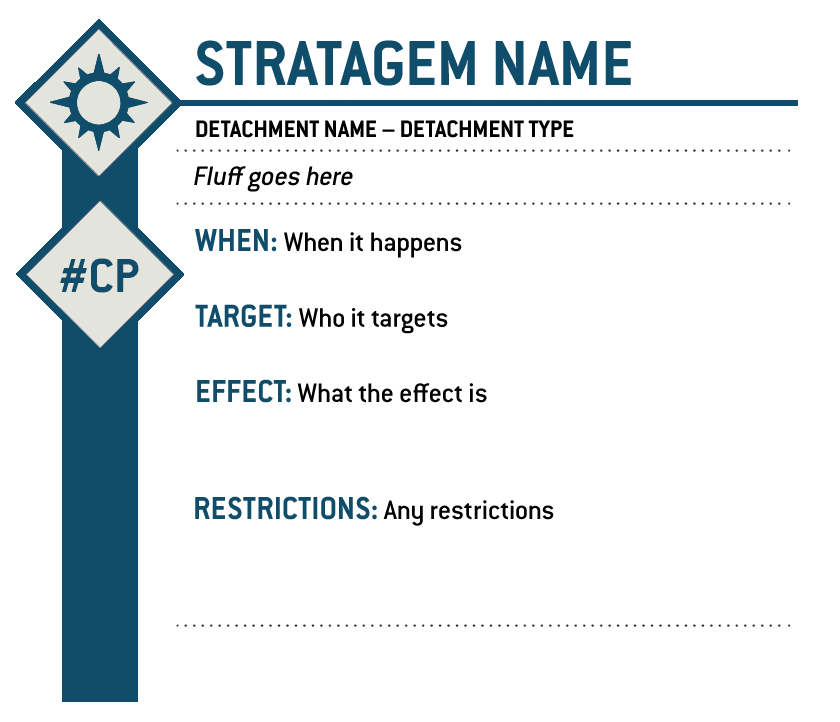 STRATAGEM NAME
DETACHMENT NAME – DETACHMENT TYPE
Fluff goes here
#CP
WHEN: When it happens
TARGET: Who it targets
EFFECT: What the effect is
RESTRICTIONS: Any restrictions